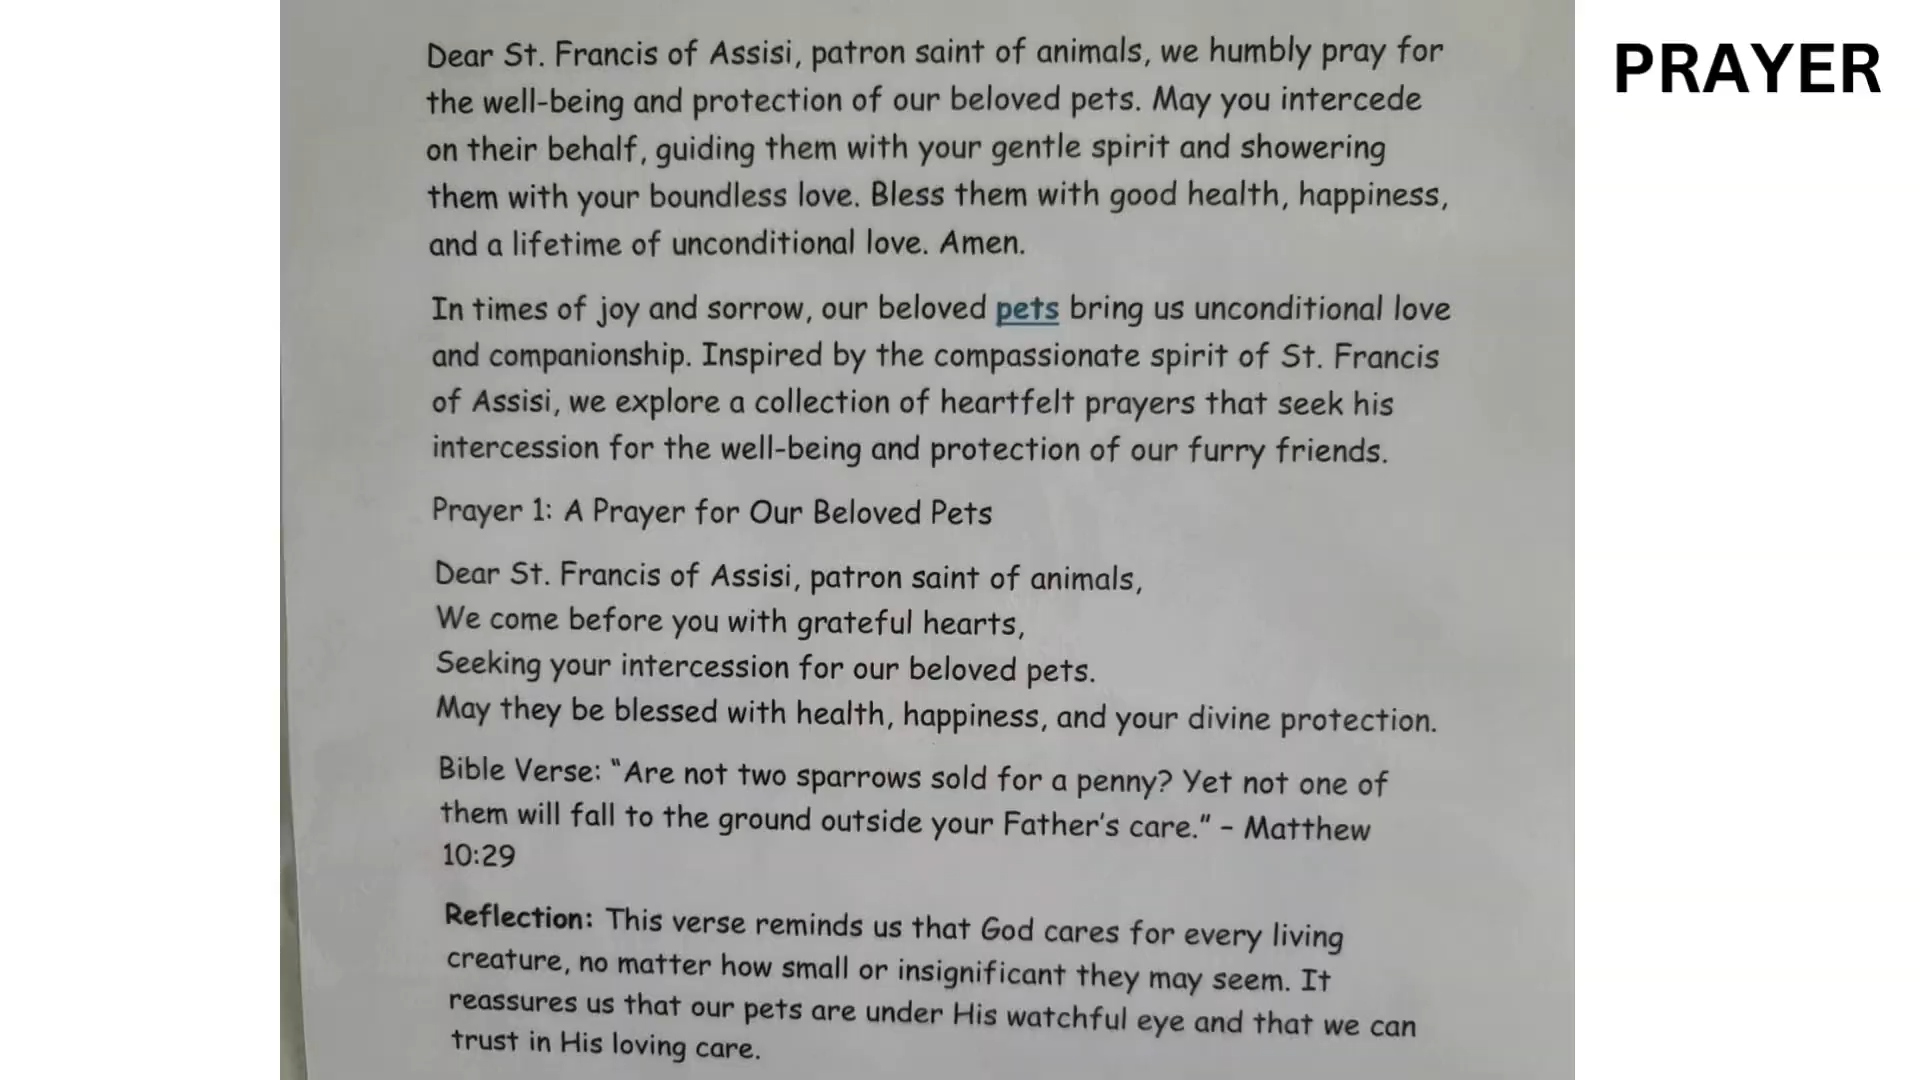 Dear St. Francis of Assisi, patron saint of animals, we humbly pray for
the well-being and protection of our beloved pets. May you intercede
on their behalf, guiding them with your gentle spirit and showering
them with your boundless love. Bless them with good health, happiness,
and a lifetime of unconditional love. Amen.
In times of joy and sorrow, our beloved pets bring us unconditional love
and companionship. Inspired by the compassionate spirit of St. Francis
of Assisi, we explore a collection of heartfelt prayers that seek his
intercession for the well-being and protection of our furry friends.
Prayer 1: A Prayer for Our Beloved Pets
Dear St. Francis of Assisi, patron saint of animals,
We come before you with grateful hearts,
Seeking your intercession for our beloved pets.
May they be blessed with health, happiness, and your divine protection.
Bible Verse: "Are not two sparrows sold for a penny? Yet not one of
them will fall to the ground outside your Father's care." – Matthew
10:29
Reflection: This verse reminds us that God cares for every living
creature, no matter how small or insignificant they may seem. It
reassures us that our pets are under His watchful eye and that we can
trust in His loving care.
PRAYER